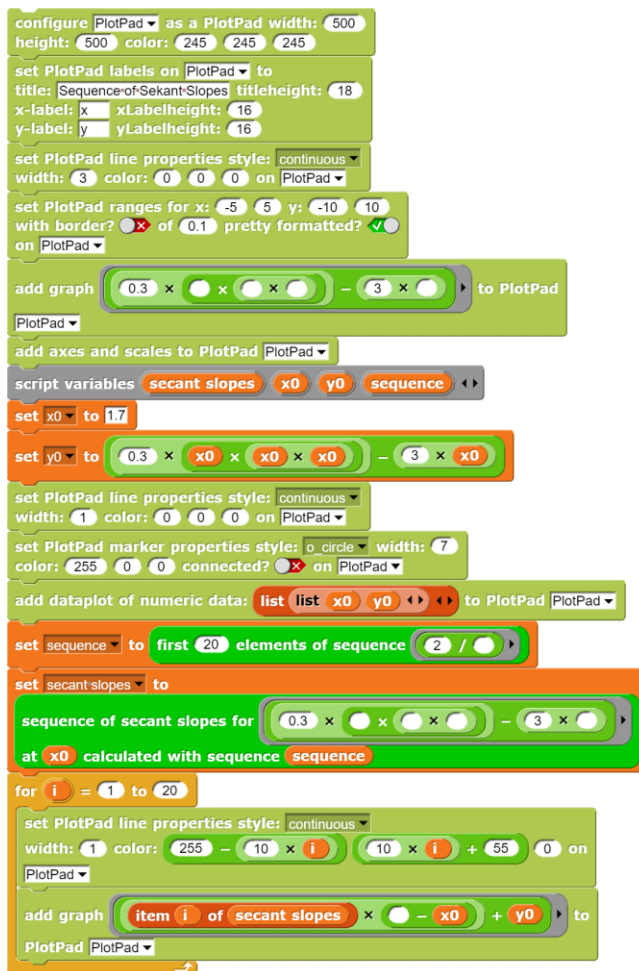 configure PlotPad as a PlotPad width: 500
height: 500 color: 245 245 245
set PlotPad labels on PlotPad to
title: Sequence of Sekant Slopes titleheight: 18
x-label: x xLabelheight: 16
y-label: y yLabelheight: 16
set PlotPad line properties style: continuous
width: 3 color: 0 0 0 on PlotPad
set PlotPad ranges for x: -5 5 y: -10 10
with border? of 0.1 pretty formatted?
on PlotPad
add graph 0.3 × × × - 3 × to PlotPad
PlotPad
add axes and scales to PlotPad PlotPad
script variables secant slopes x0 y0 sequence
set x0 to 1.7
set y0 to 0.3 × x0 × x0 × x0 - 3 × x0
set PlotPad line properties style: continuous
width: 1 color: 0 0 0 on PlotPad
set PlotPad marker properties style: o_circle width: 7
color: 255 0 0 connected? on PlotPad
add dataplot of numeric data: list list x0 y0 to PlotPad PlotPad
set sequence to first 20 elements of sequence 2 /
set secant slopes to
sequence of secant slopes for 0.3 × × × - 3 ×
at x0 calculated with sequence sequence
for i = 1 to 20
set PlotPad line properties style: continuous
width: 1 color: 255 - 10 × i 10 × i + 55 0 on
PlotPad
add graph item i of secant slopes × - x0 + y0 to
PlotPad PlotPad